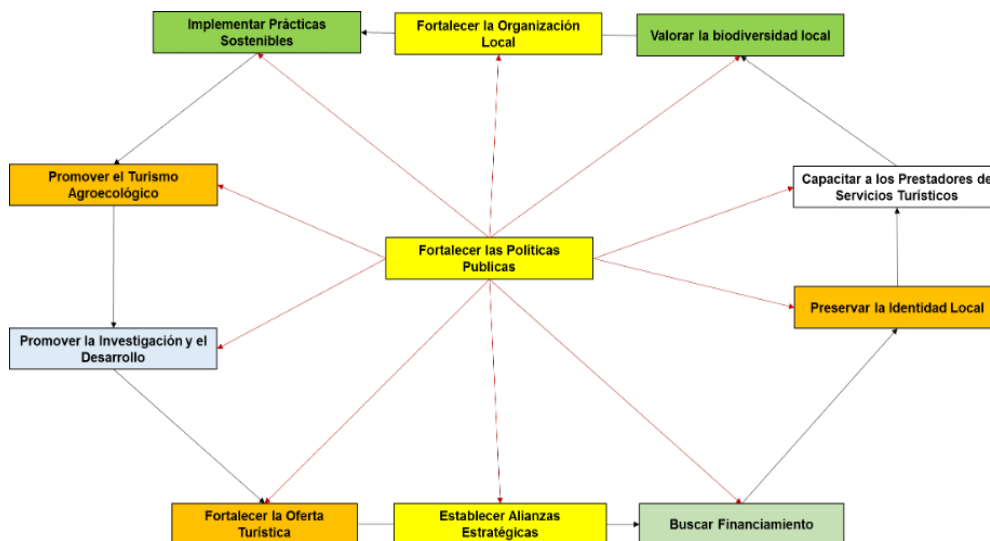 Implementar Prácticas
Sostenibles
Fortalecer la Organización
Local
Valorar la biodiversidad local
Promover el Turismo
Agroecológico
Capacitar a los Prestadores de
Servicios Turísticos
Fortalecer las Políticas
Publicas
Preservar la Identidad Local
Promover la Investigación y el
Desarrollo
Fortalecer la Oferta
Turística
Establecer Alianzas
Estratégicas
Buscar Financiamiento